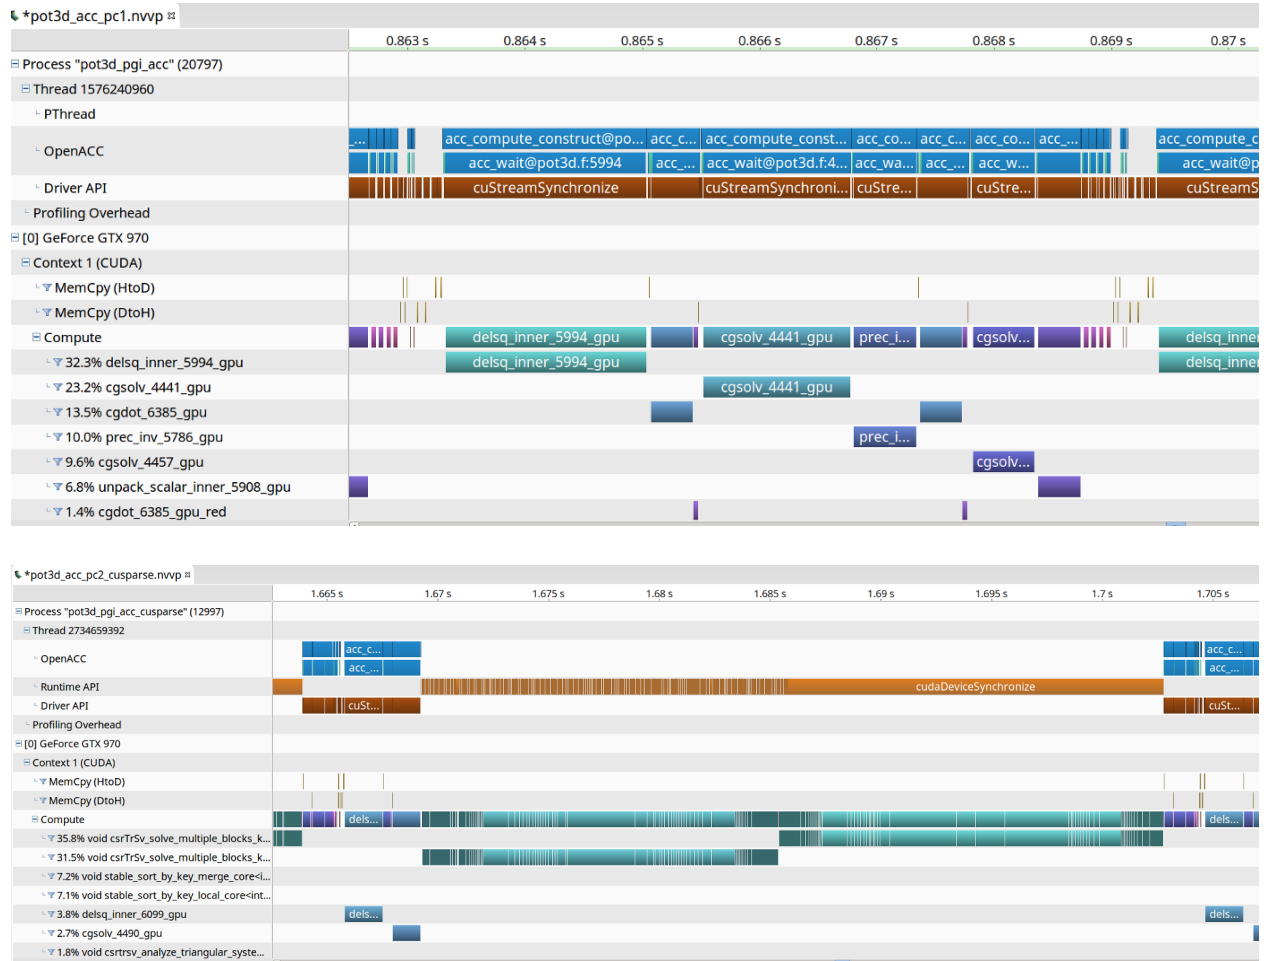 *pot3d_acc_pc1.nvvp
0.863 s 0.864 s 0.865 s 0.866 s 0.867 s 0.868 s 0.869 s 0.87 s
Process "pot3d_pgi_acc" (20797)
Thread 1576240960
PThread
OpenACC
_... acc_compute_construct@po... acc_c... acc_compute_const... acc_co... acc_c... acc_co... acc_... acc_compute_c
acc_wait@pot3d.f:5994 acc_... acc_wait@pot3d.f:4... acc_wa... acc_... acc_w... acc_wait@p
Driver API cuStreamSynchronize cuStreamSynchroni... cuStre... cuStre... cuStreamS
Profiling Overhead
[0] GeForce GTX 970
Context 1 (CUDA)
MemCpy (HtoD)
MemCpy (DtoH)
Compute delsq_inner_5994_gpu cgsolv_4441_gpu prec_i... cgsolv... delsq_inne
32.3% delsq_inner_5994_gpu delsq_inner_5994_gpu delsq_inne
23.2% cgsolv_4441_gpu cgsolv_4441_gpu
13.5% cgdot_6385_gpu
10.0% prec_inv_5786_gpu prec_i...
9.6% cgsolv_4457_gpu cgsolv...
6.8% unpack_scalar_inner_5908_gpu
1.4% cgdot_6385_gpu_red
*pot3d_acc_pc2_cusparse.nvvp
1.665 s 1.67 s 1.675 s 1.68 s 1.685 s 1.69 s 1.695 s 1.7 s 1.705 s
Process "pot3d_pgi_acc_cusparse" (12997)
Thread 2734659392
OpenACC
acc_c... acc_c...
acc_... acc_...
Runtime API cudaDeviceSynchronize
Driver API cuSt... cuSt...
Profiling Overhead
[0] GeForce GTX 970
Context 1 (CUDA)
MemCpy (HtoD)
MemCpy (DtoH)
Compute dels... dels...
35.8% void csrTrSv_solve_multiple_blocks_k...
31.5% void csrTrSv_solve_multiple_blocks_k...
7.2% void stable_sort_by_key_merge_core<i...
7.1% void stable_sort_by_key_local_core<int...
3.8% delsq_inner_6099_gpu dels... dels...
2.7% cgsolv_4490_gpu
1.8% void csrtrsv_analyze_triangular_syste...